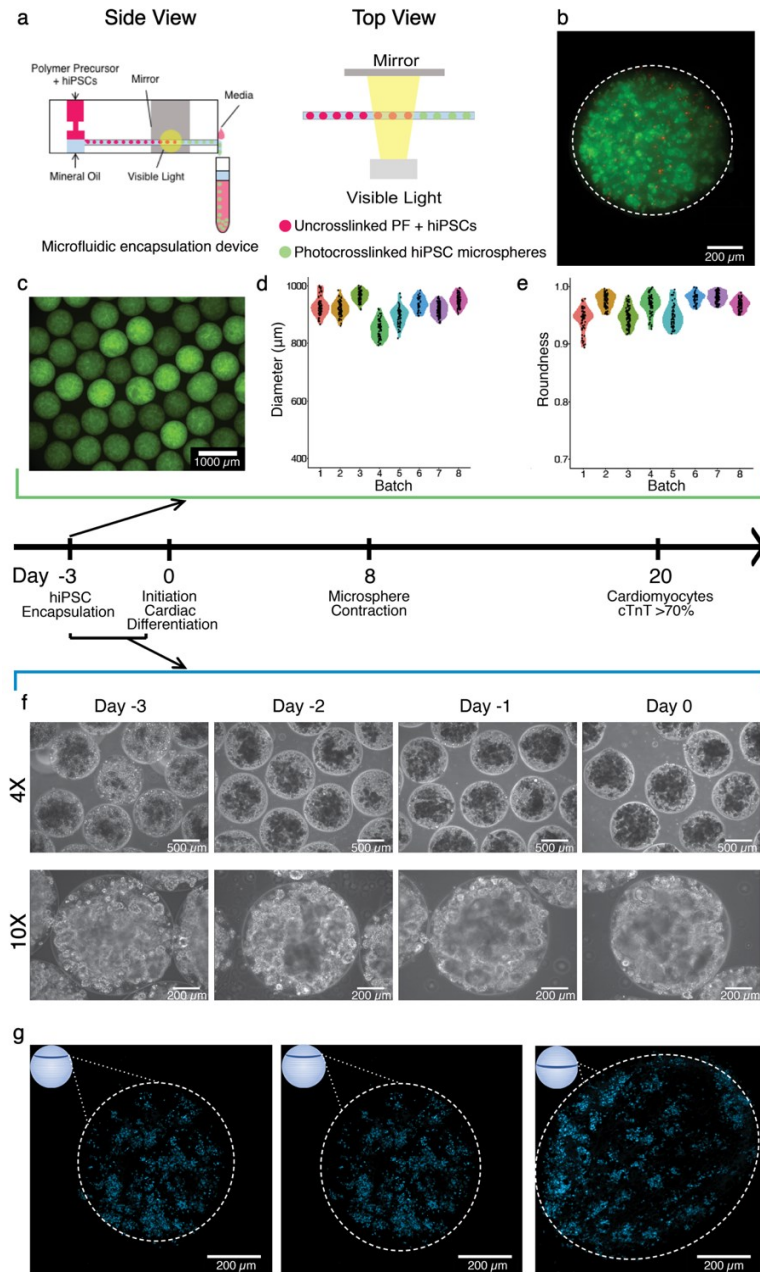 a
Side View
Top View
b
Polymer Precursor
+ hiPSCs
Mirror
Media
Mineral Oil
Visible Light
Microfluidic encapsulation device
Mirror
Visible Light
Uncrosslinked PF + hiPSCs
Photocrosslinked hiPSC microspheres
200 µm
c
1000 µm
d
Diameter (µm)
1000
800
600
400
1 2 3 4 5 6 7 8
Batch
e
Roundness
1.0
0.9
0.8
0.7
1 2 3 4 5 6 7 8
Batch
Day -3
0
8
20
hiPSC
Encapsulation
Initiation
Cardiac
Differentiation
Microsphere
Contraction
Cardiomyocytes
cTnT >70%
f
Day -3
Day -2
Day -1
Day 0
4X
500 µm
500 µm
500 µm
500 µm
10X
200 µm
200 µm
200 µm
200 µm
g
200 µm
200 µm
200 µm